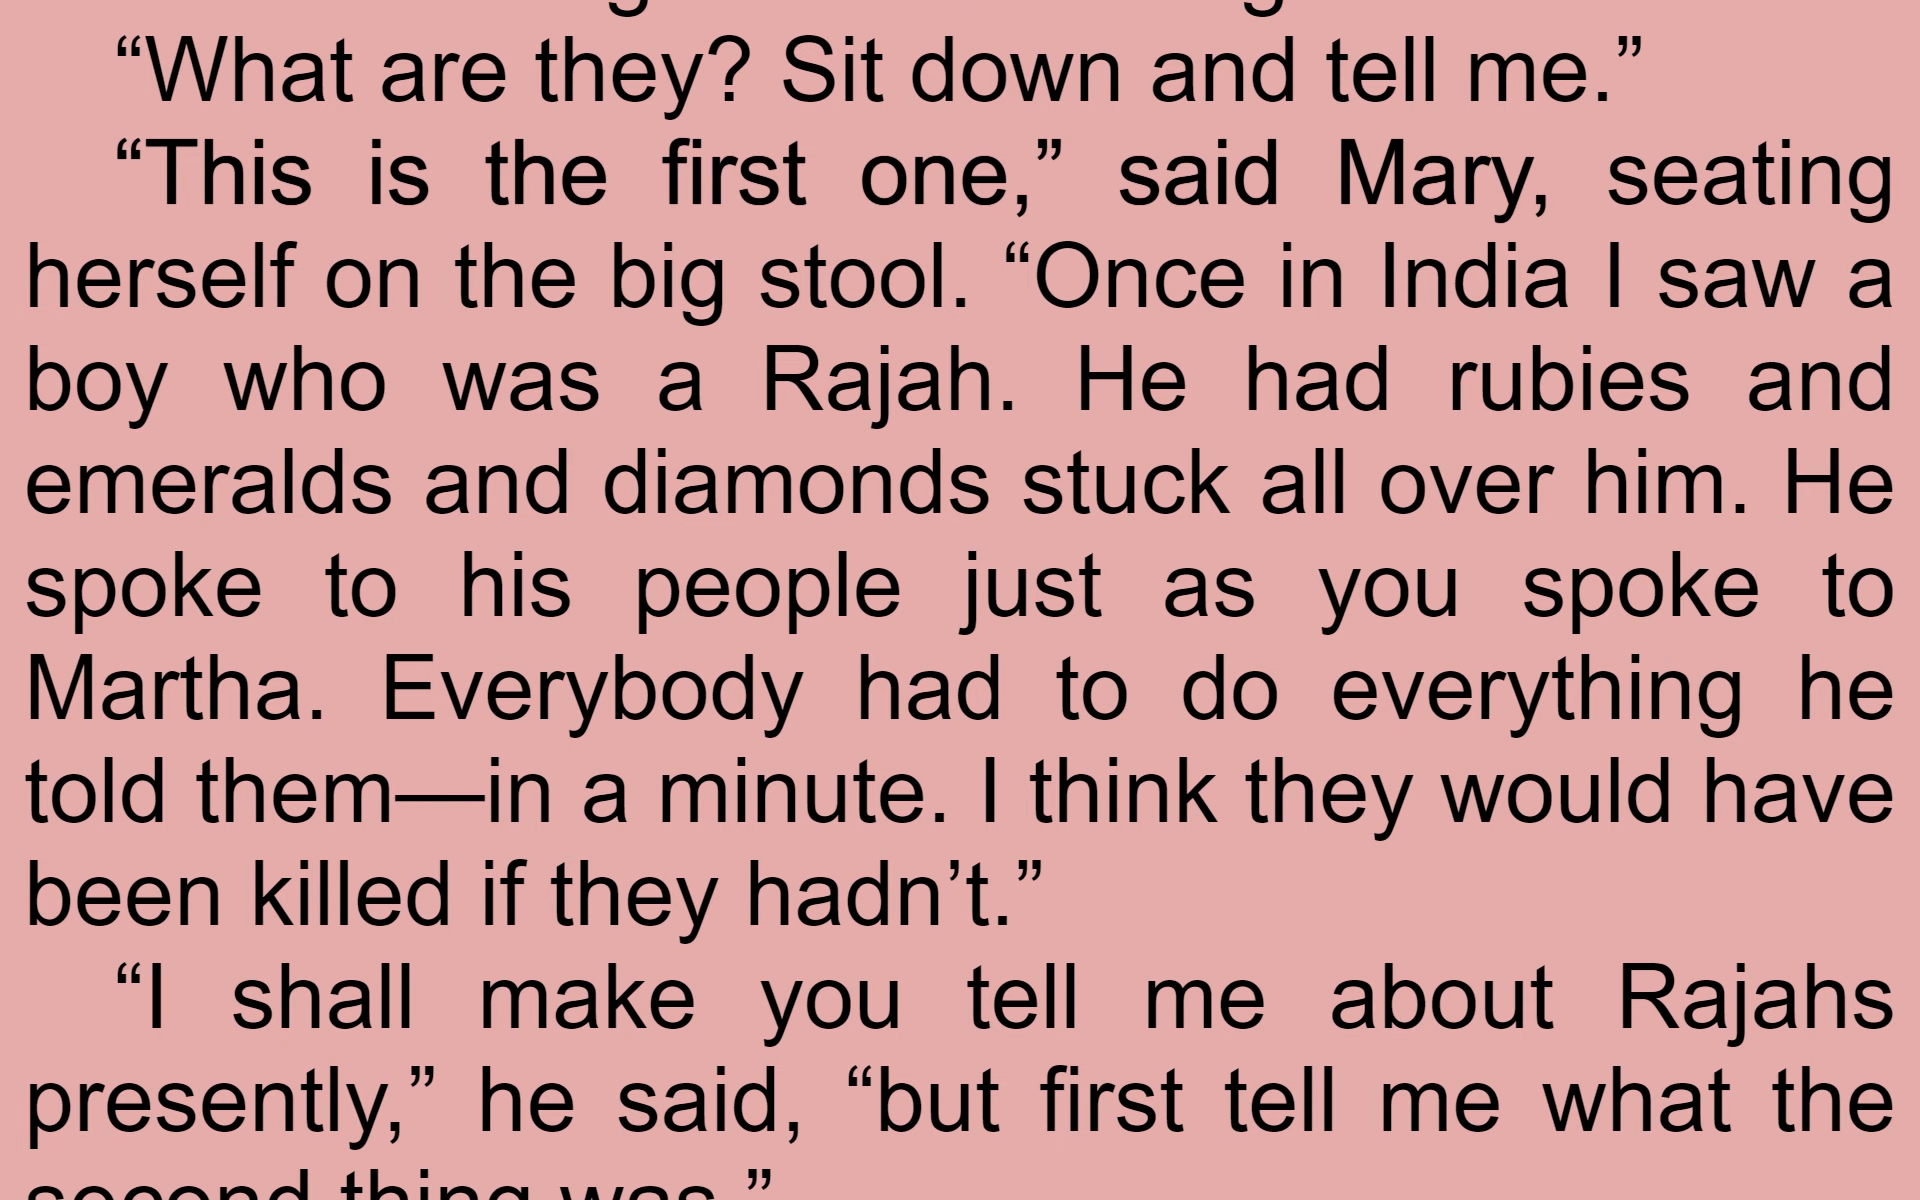 “What are they? Sit down and tell me.”
“This is the first one,” said Mary, seating
herself on the big stool. “Once in India I saw a
boy who was a Rajah. He had rubies and
emeralds and diamonds stuck all over him. He
spoke to his people just as you spoke to
Martha. Everybody had to do everything he
told them—in a minute. I think they would have
been killed if they hadn’t.”
“I shall make you tell me about Rajahs
presently,” he said, “but first tell me what the
second thing was.”